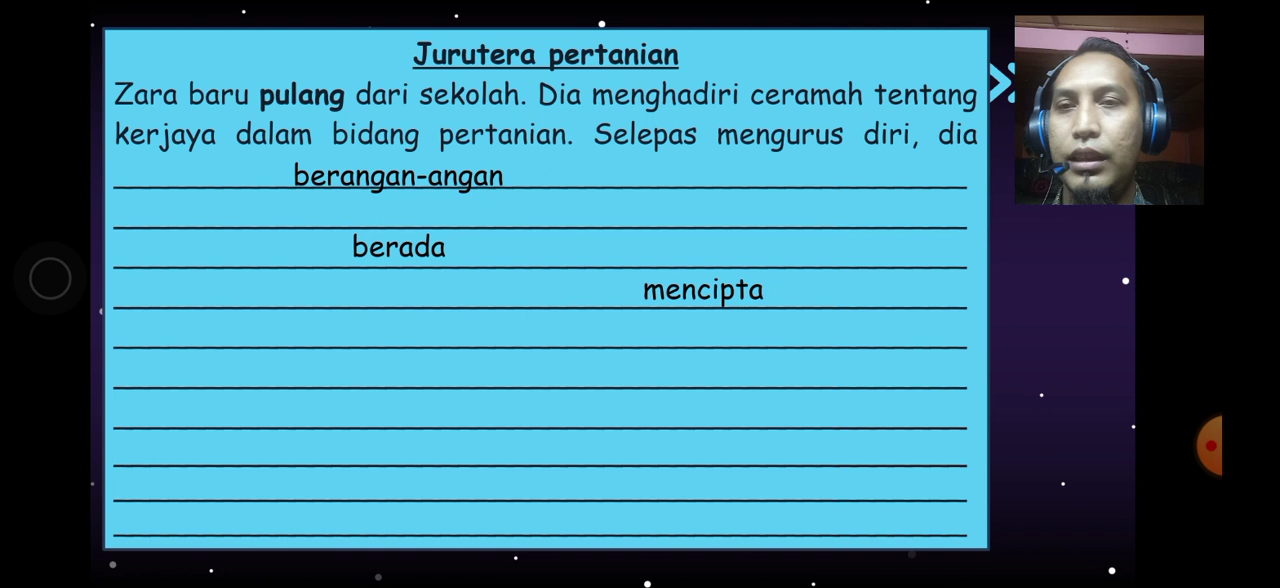 Jurutera pertanian
Zara baru pulang dari sekolah. Dia menghadiri ceramah tentang
kerjaya dalam bidang pertanian. Selepas mengurus diri, dia
berangan-angan
berada
mencipta